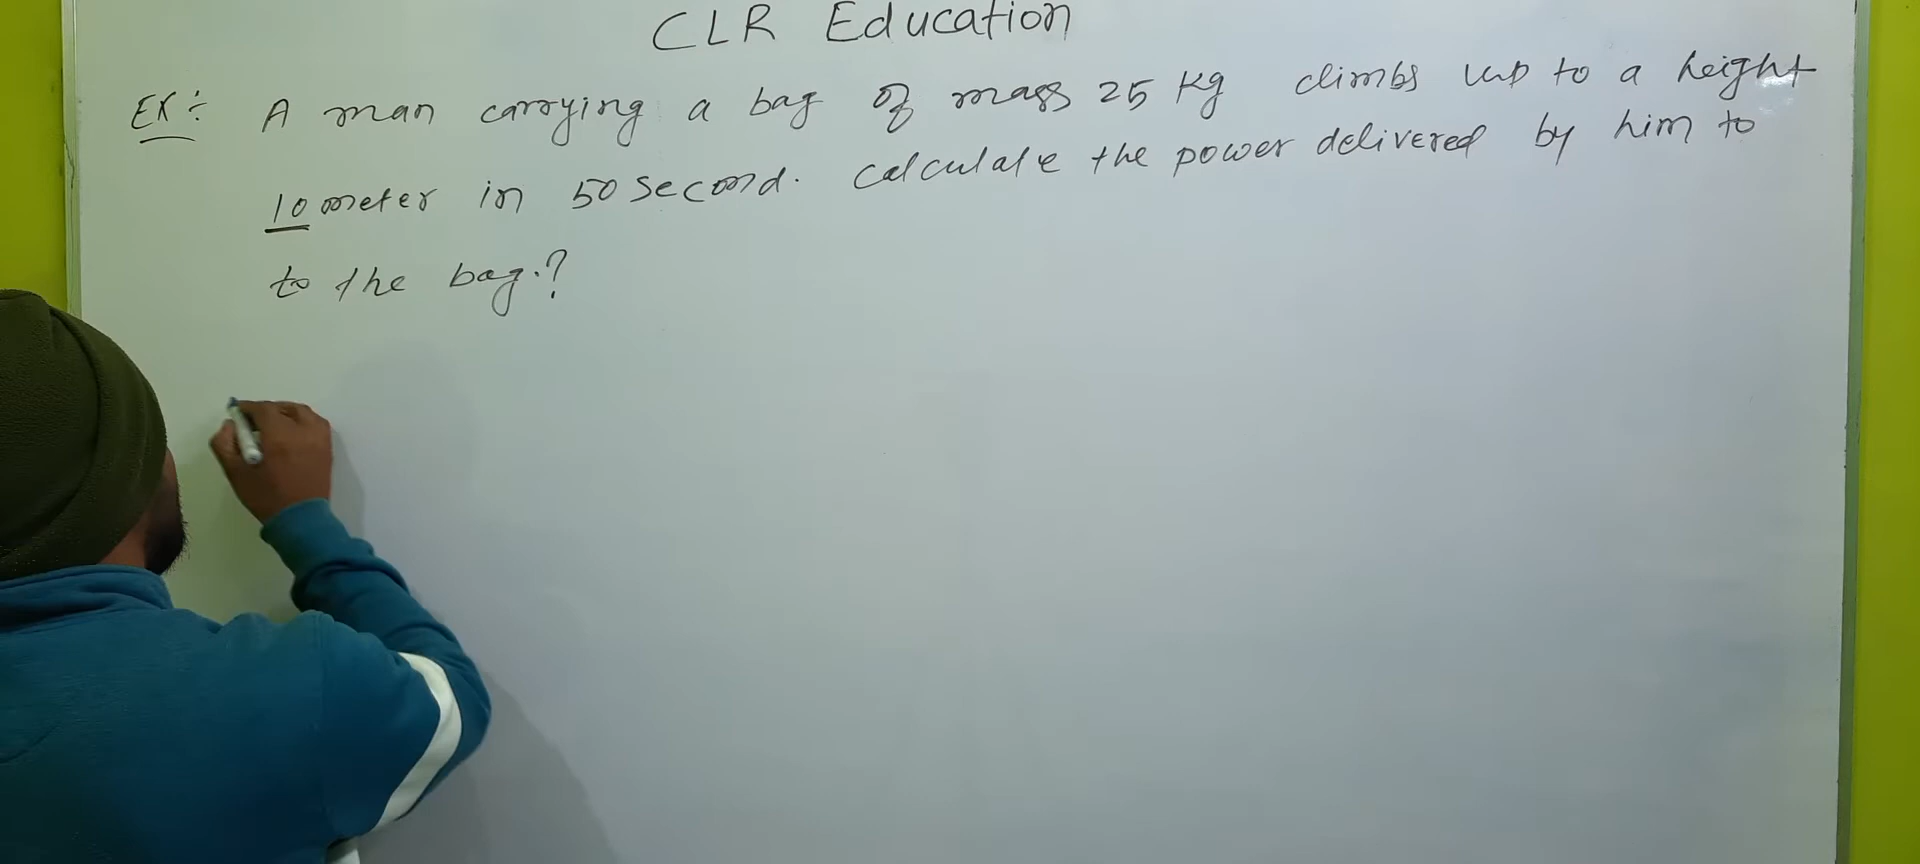 CLR Education
EX÷ A man carrying a bag of mass 25 kg climbs up to a height
10 meter in 50 second. calculate the power delivered by him to
to the bag.?